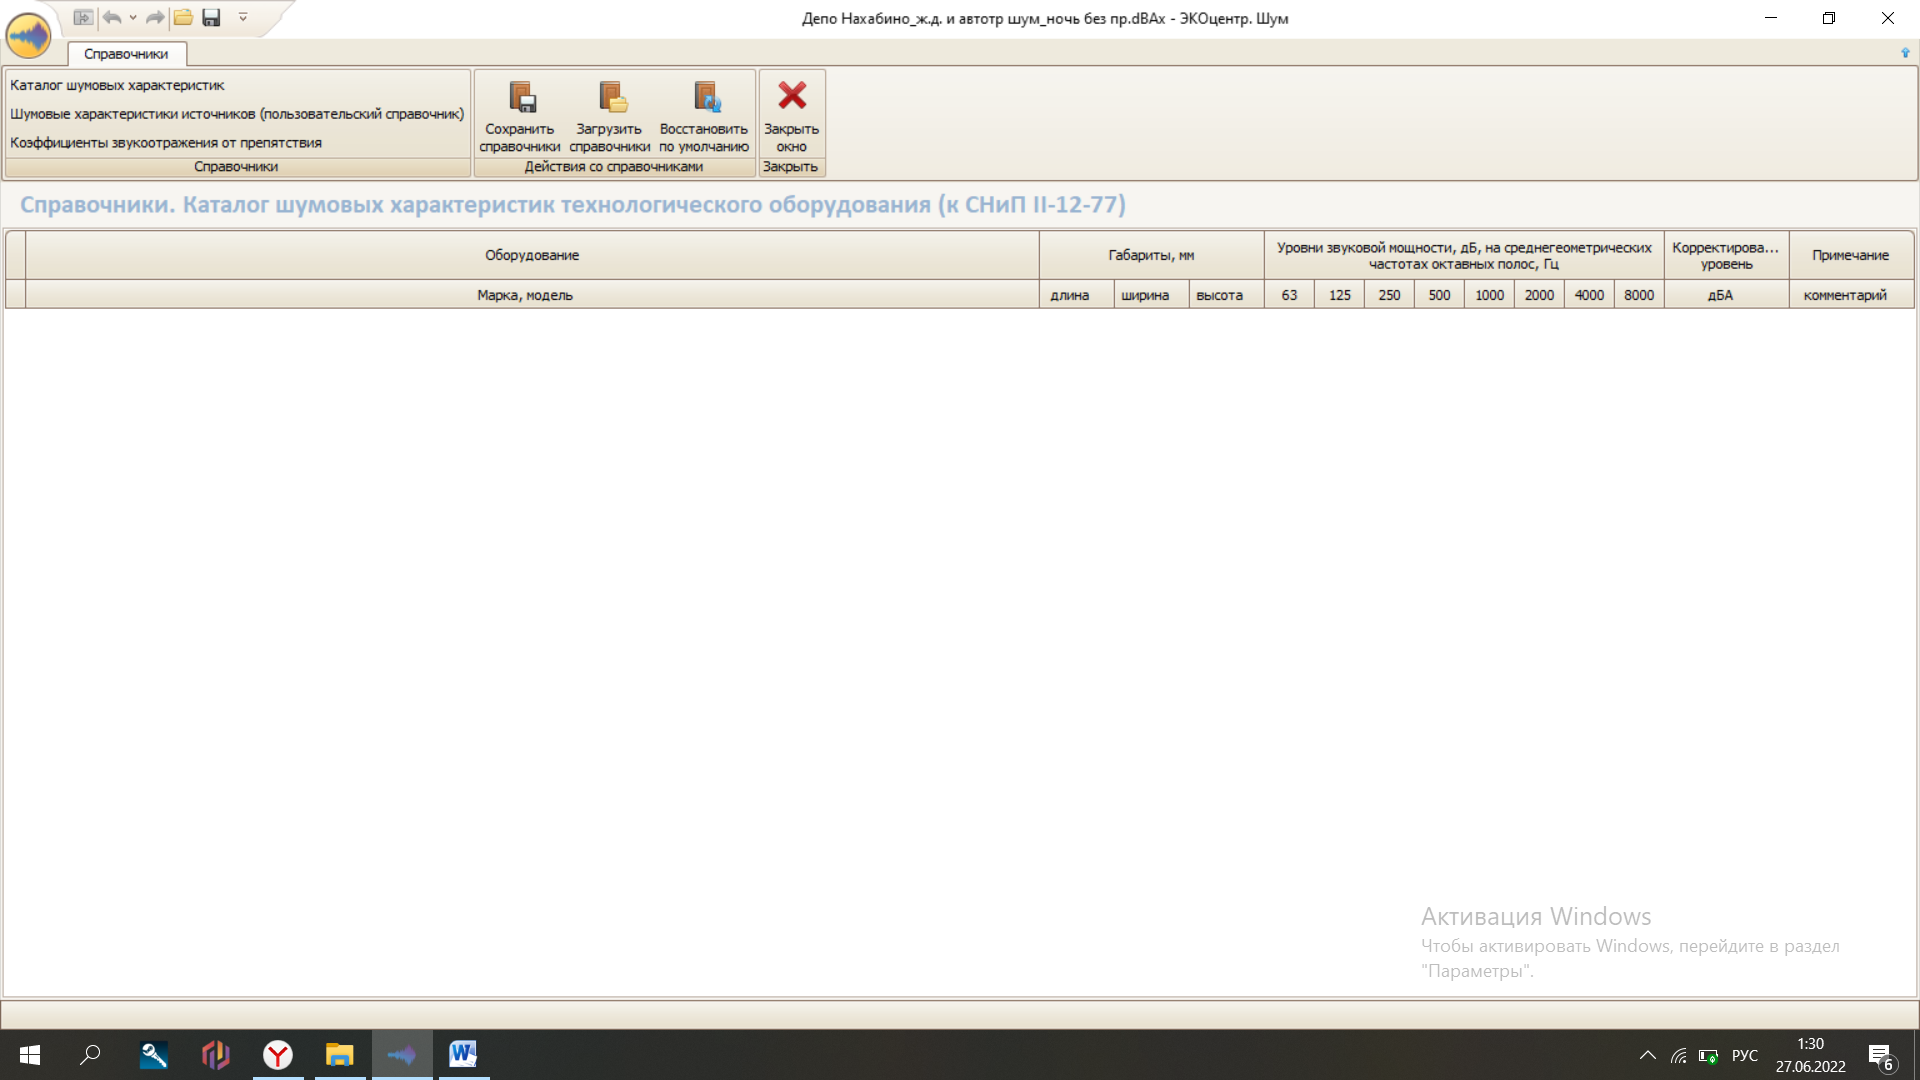 Депо Нахабино_ж.д. и автотр шум_ночь без пр.dBAx - ЭКОцентр. Шум
Справочники
Каталог шумовых характеристик
Шумовые характеристики источников (пользовательский справочник)
Коэффициенты звукоотражения от препятствия
Справочники
Сохранить
справочники
Загрузить
справочники
Восстановить
по умолчанию
Действия со справочниками
Закрыть
окно
Закрыть
Справочники. Каталог шумовых характеристик технологического оборудования (к СНиП II-12-77)
Оборудование
Габариты, мм
Уровни звуковой мощности, дБ, на среднегеометрических
частотах октавных полос, Гц
Корректирова...
уровень
Примечание
Марка, модель
длина
ширина
высота
63
125
250
500
1000
2000
4000
8000
дБА
комментарий
Активация Windows
Чтобы активировать Windows, перейдите в раздел
"Параметры".
РУС
1:30
27.06.2022
6